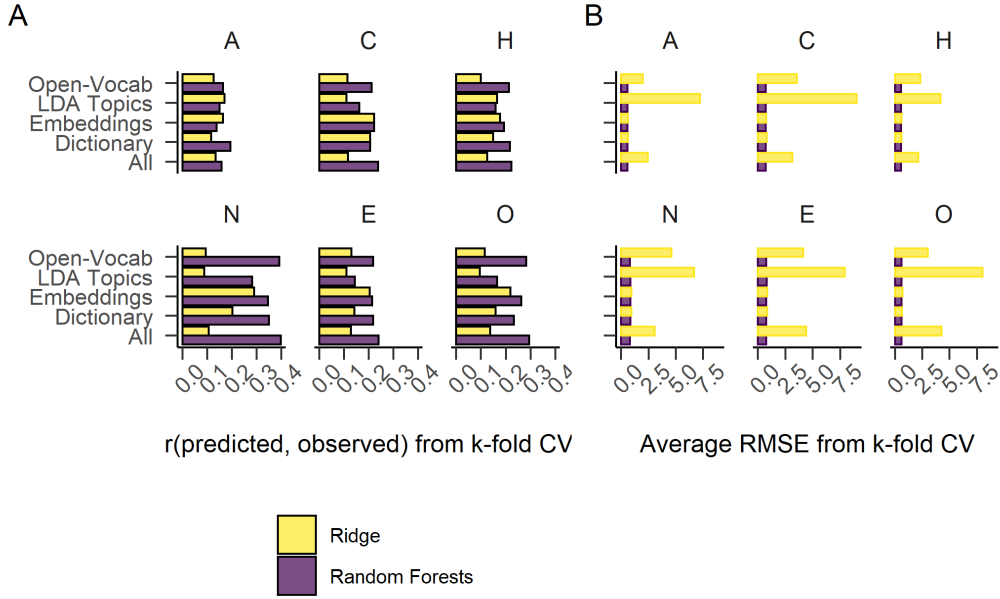 A
B
A C H
A C H
Open-Vocab
LDA Topics
Embeddings
Dictionary
All
N E O
N E O
Open-Vocab
LDA Topics
Embeddings
Dictionary
All
0.0 0.1 0.2 0.3 0.4
0.0 0.1 0.2 0.3 0.4
0.0 0.1 0.2 0.3 0.4
0.0 2.5 5.0 7.5
0.0 2.5 5.0 7.5
0.0 2.5 5.0 7.5
r(predicted, observed) from k-fold CV
Average RMSE from k-fold CV
Ridge
Random Forests